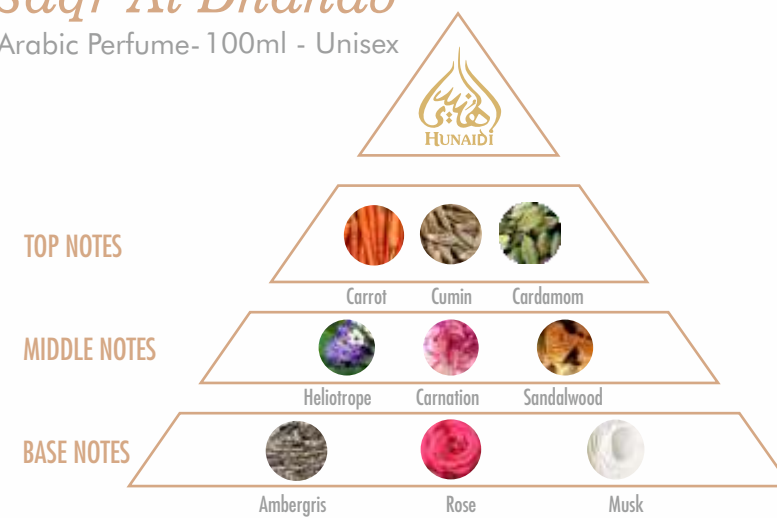 Arabic Perfume- 100ml - Unisex
هنيدي
HUNAIDI
TOP NOTES
Carrot Cumin Cardamom
MIDDLE NOTES
Heliotrope Carnation Sandalwood
BASE NOTES
Ambergris Rose Musk